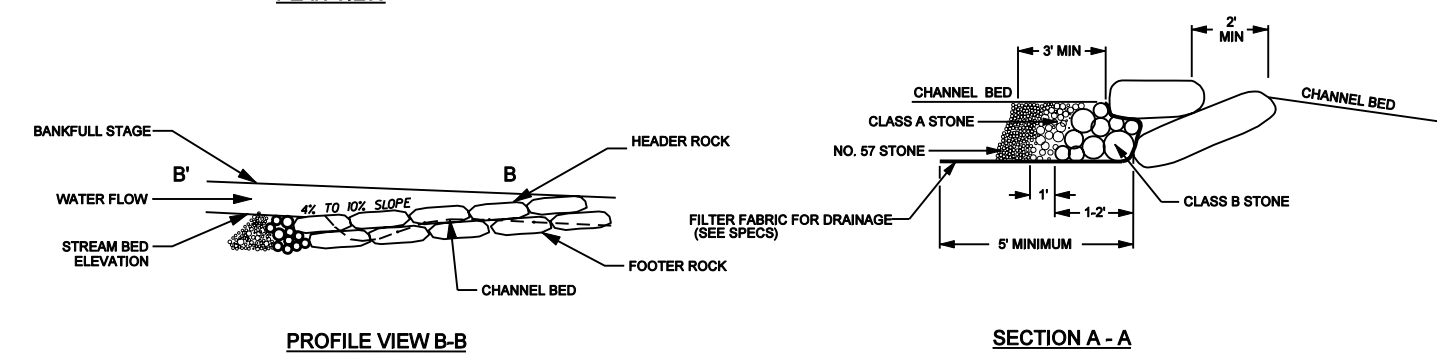 BANKFULL STAGE
B'
B
HEADER ROCK
WATER FLOW
4% TO 10% SLOPE
STREAM BED
ELEVATION
FOOTER ROCK
CHANNEL BED
PROFILE VIEW B-B
2'
MIN
3' MIN
CHANNEL BED
CHANNEL BED
CLASS A STONE
NO. 57 STONE
1'
CLASS B STONE
1-2'
FILTER FABRIC FOR DRAINAGE
(SEE SPECS)
5' MINIMUM
SECTION A - A